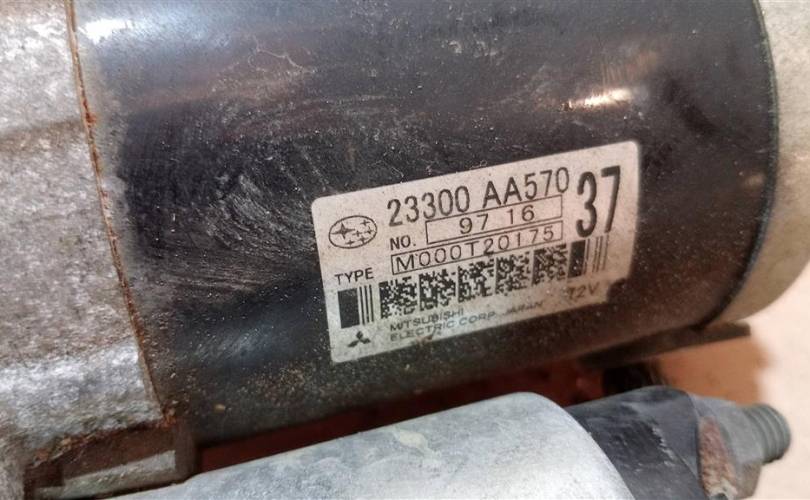 23300 AA570 37
NO. 97 16
TYPE M000T20175
MITSUBISHI 12V
ELECTRIC CORP. JAPAN